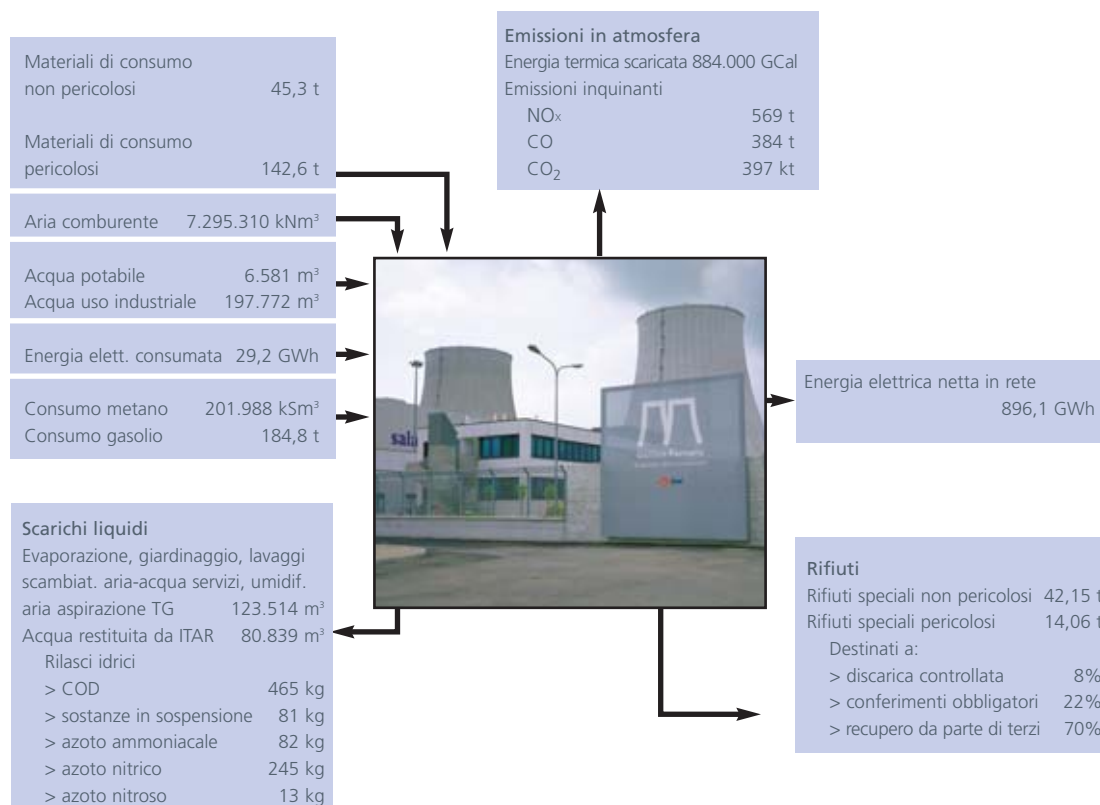 Materiali di consumo
non pericolosi 45,3 t
Materiali di consumo
pericolosi 142,6 t
Aria comburente 7.295.310 kNm³
Acqua potabile 6.581 m³
Acqua uso industriale 197.772 m³
Energia elett. consumata 29,2 GWh
Consumo metano 201.988 kSm³
Consumo gasolio 184,8 t
Emissioni in atmosfera
Energia termica scaricata 884.000 GCal
Emissioni inquinanti
NOx 569 t
CO 384 t
CO₂ 397 kt
Energia elettrica netta in rete
896,1 GWh
Scarichi liquidi
Evaporazione, giardinaggio, lavaggi
scambiat. aria-acqua servizi, umidif.
aria aspirazione TG 123.514 m³
Acqua restituita da ITAR 80.839 m³
Rilasci idrici
> COD 465 kg
> sostanze in sospensione 81 kg
> azoto ammoniacale 82 kg
> azoto nitrico 245 kg
> azoto nitroso 13 kg
Rifiuti
Rifiuti speciali non pericolosi 42,15 t
Rifiuti speciali pericolosi 14,06 t
Destinati a:
> discarica controllata 8%
> conferimenti obbligatori 22%
> recupero da parte di terzi 70%